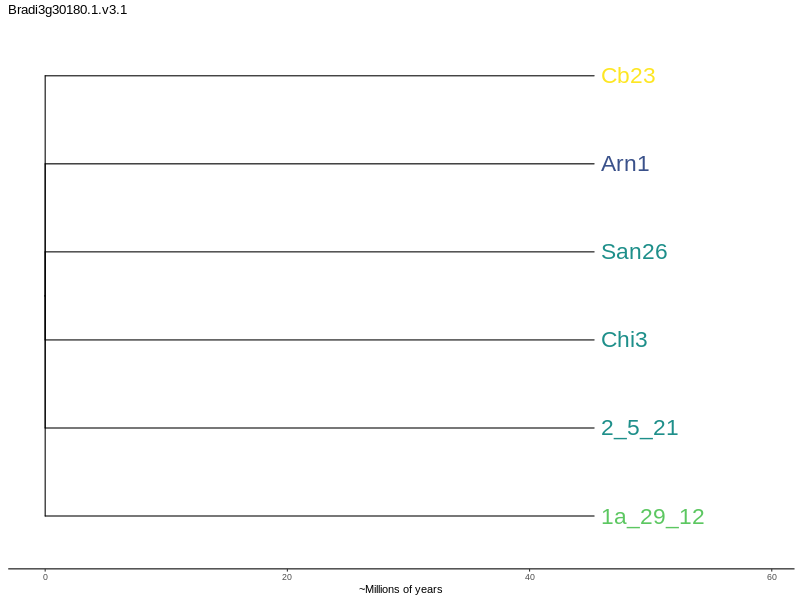 Bradi3g30180.1.v3.1
Cb23
Arn1
San26
Chi3
2_5_21
1a_29_12
0 20 40 60
~Millions of years